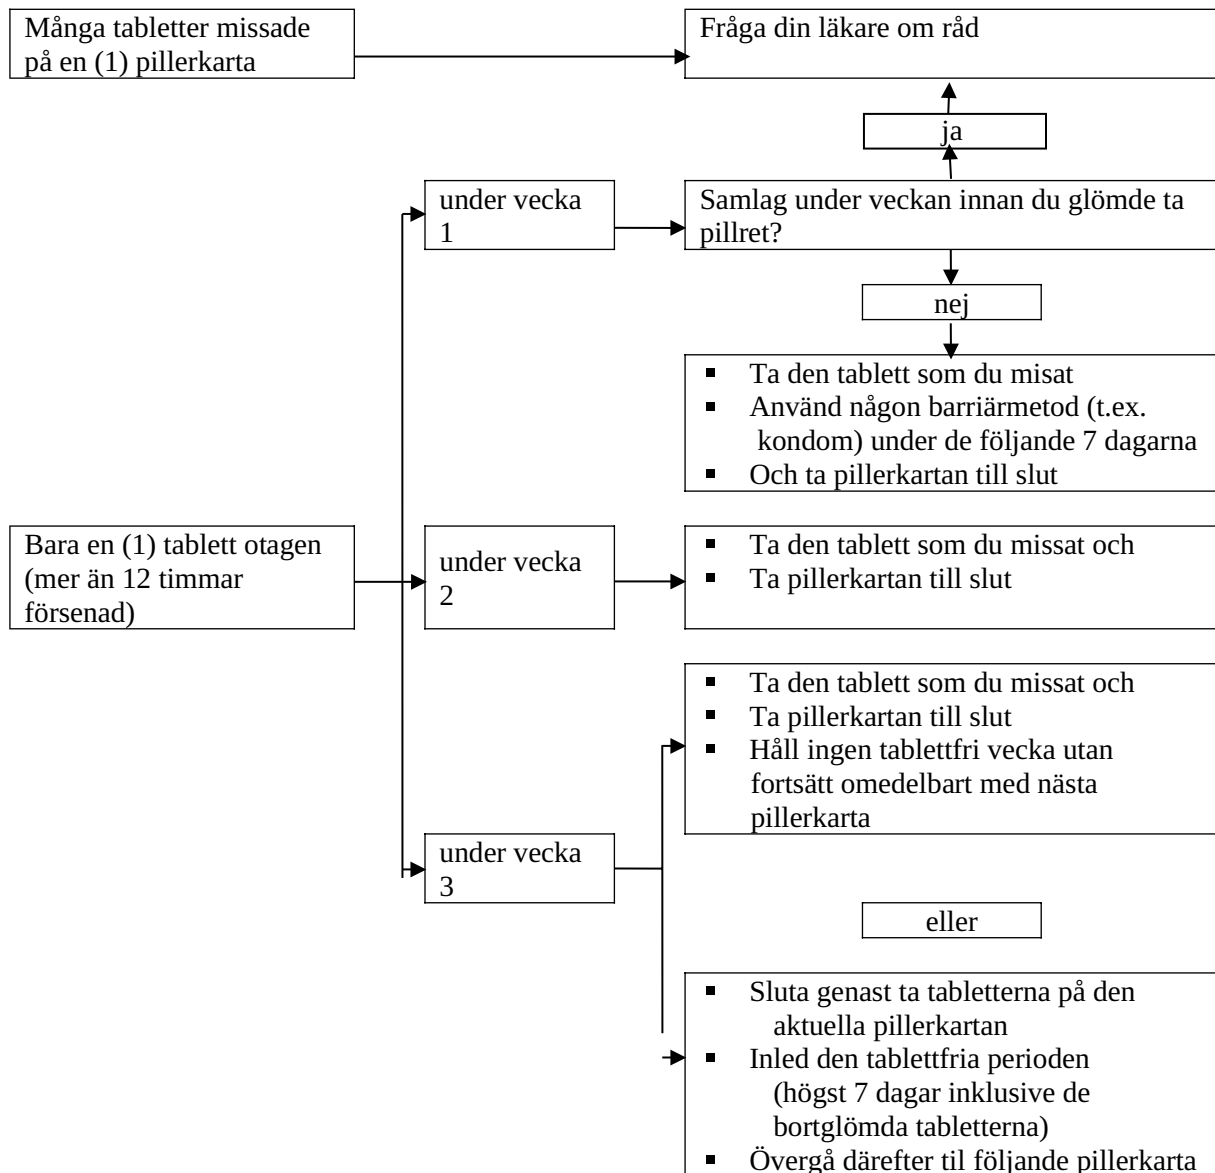 Många tabletter missade
på en (1) pillerkarta
Fråga din läkare om råd
ja
under vecka
1
Samlag under veckan innan du glömde ta
pillret?
nej
▪ Ta den tablett som du misat
▪ Använd någon barriärmetod (t.ex.
kondom) under de följande 7 dagarna
▪ Och ta pillerkartan till slut
Bara en (1) tablett otagen
(mer än 12 timmar
försenad)
under vecka
2
▪ Ta den tablett som du missat och
▪ Ta pillerkartan till slut
▪ Ta den tablett som du missat och
▪ Ta pillerkartan till slut
▪ Håll ingen tablettfri vecka utan
fortsätt omedelbart med nästa
pillerkarta
under vecka
3
eller
▪ Sluta genast ta tabletterna på den
aktuella pillerkartan
▪ Inled den tablettfria perioden
(högst 7 dagar inklusive de
bortglömda tabletterna)
▪ Övergå därefter til följande pillerkarta